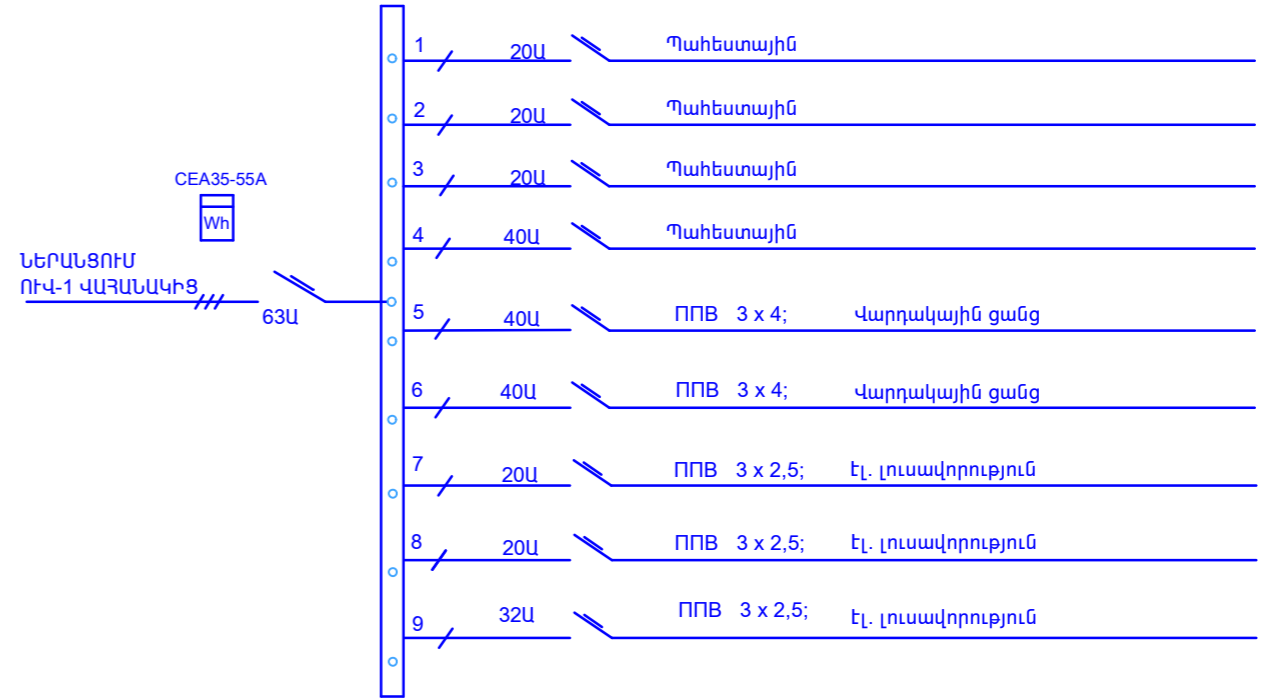 1 20Ա Պահեստային
2 20Ա Պահեստային
3 20Ա Պահեստային
CEA35-55A
Wh
4 40Ա Պահեստային
ՆԵՐԱՆՑՈՒՄ
ՈՒՎ-1 ՎԱՀԱՆԱԿԻՑ
63Ա
5 40Ա ППВ 3 x 4; Վարդակային ցանց
6 40Ա ППВ 3 x 4; Վարդակային ցանց
7 20Ա ППВ 3 x 2,5; էլ. լուսավորություն
8 20Ա ППВ 3 x 2,5; էլ. լուսավորություն
9 32Ա ППВ 3 x 2,5; էլ. լուսավորություն